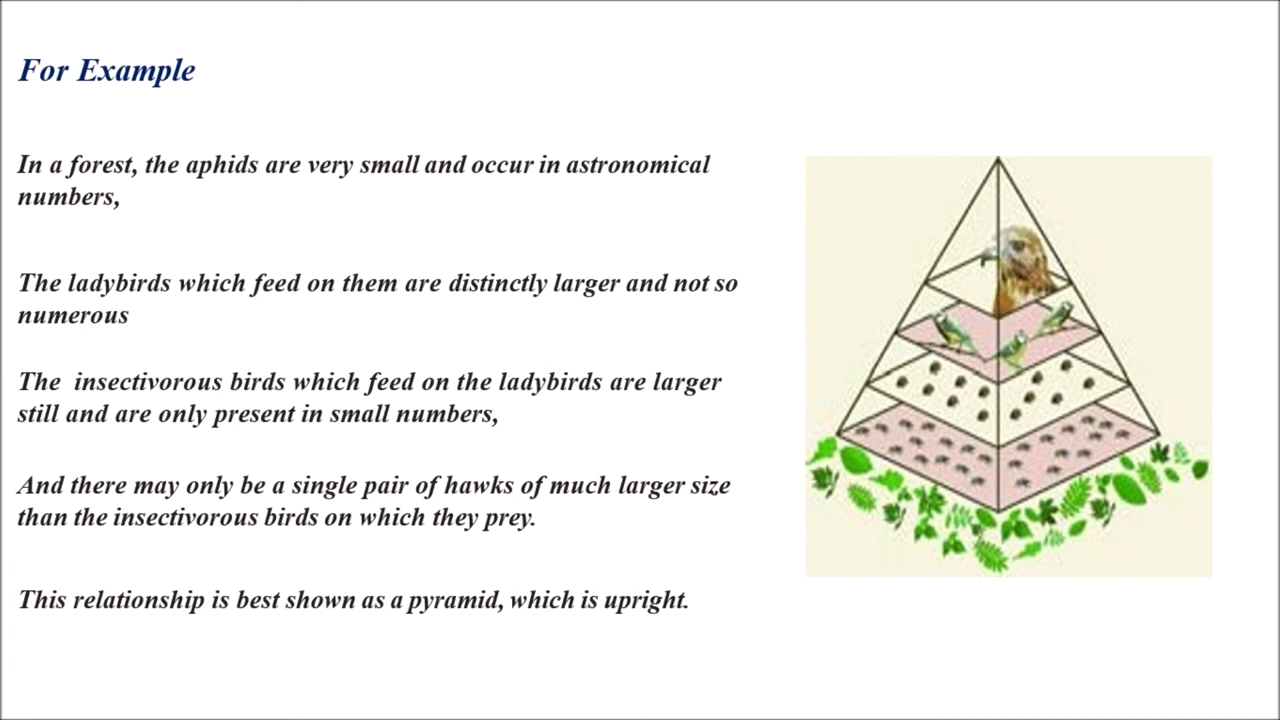 For Example
In a forest, the aphids are very small and occur in astronomical
numbers,
The ladybirds which feed on them are distinctly larger and not so
numerous
The  insectivorous birds which feed on the ladybirds are larger
still and are only present in small numbers,
And there may only be a single pair of hawks of much larger size
than the insectivorous birds on which they prey.
This relationship is best shown as a pyramid, which is upright.